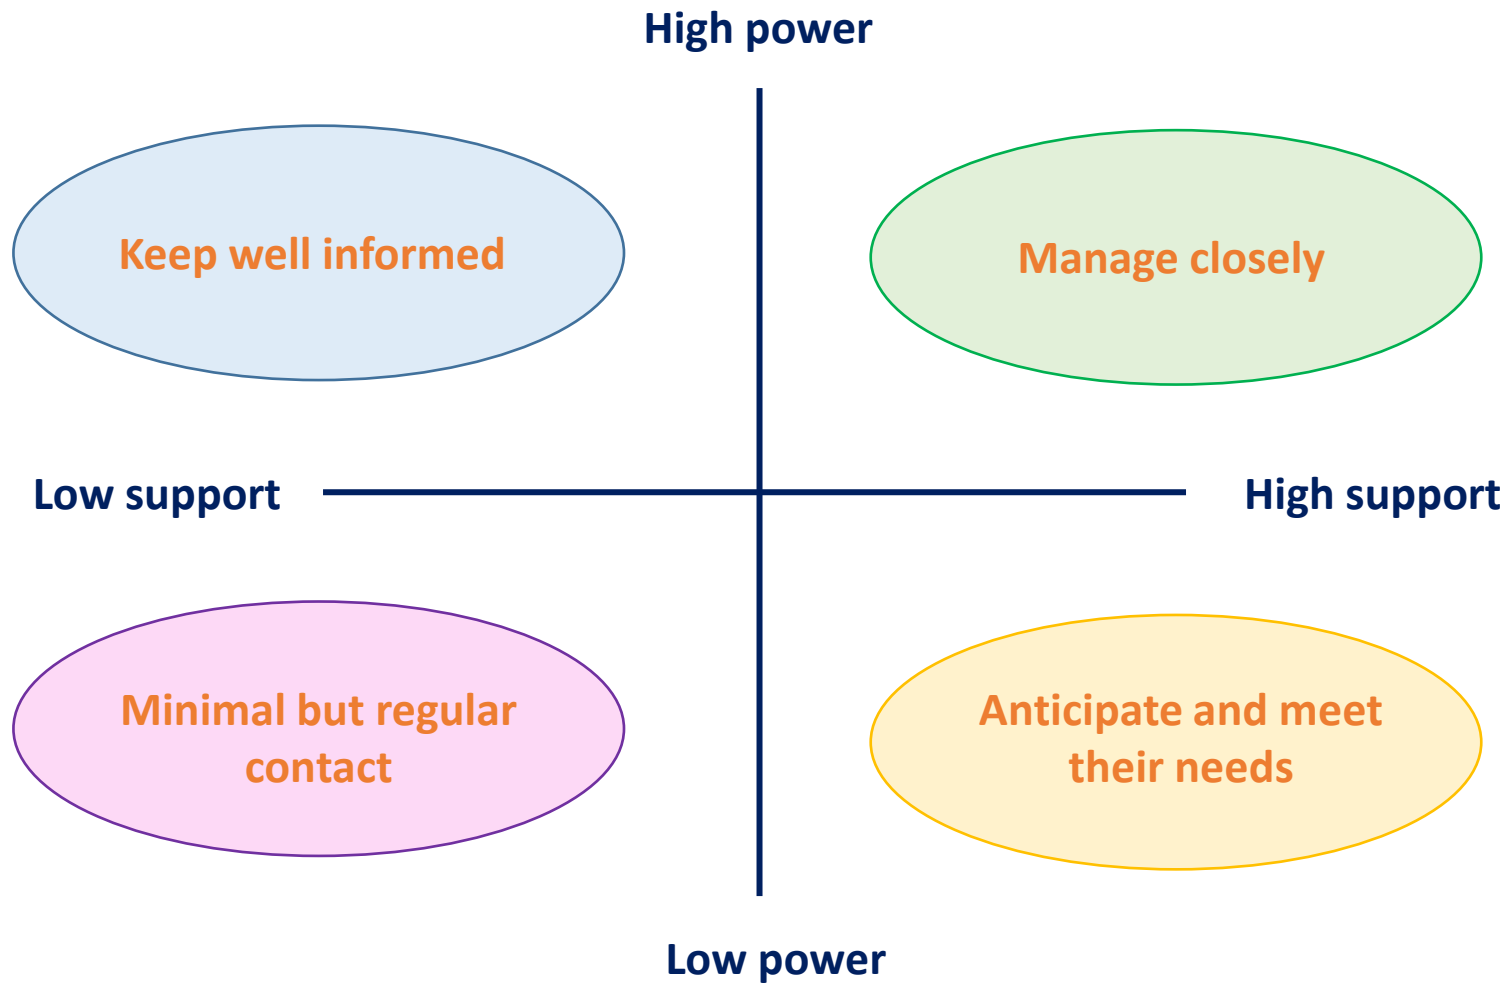 High power
Keep well informed
Manage closely
Low support
High support
Minimal but regular
contact
Anticipate and meet
their needs
Low power